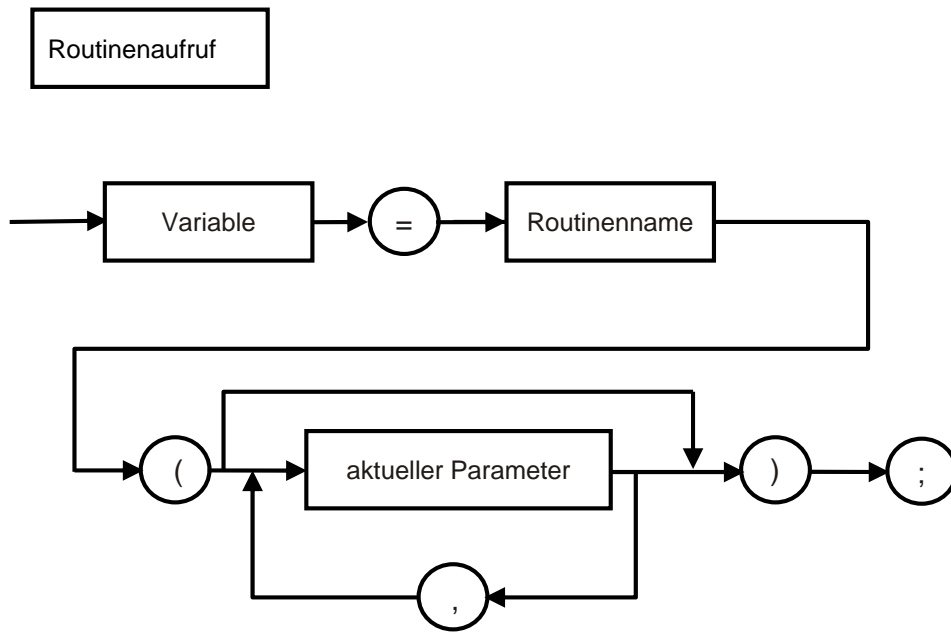 Routinenaufruf
Variable = Routinenname
( aktueller Parameter ) ;
,